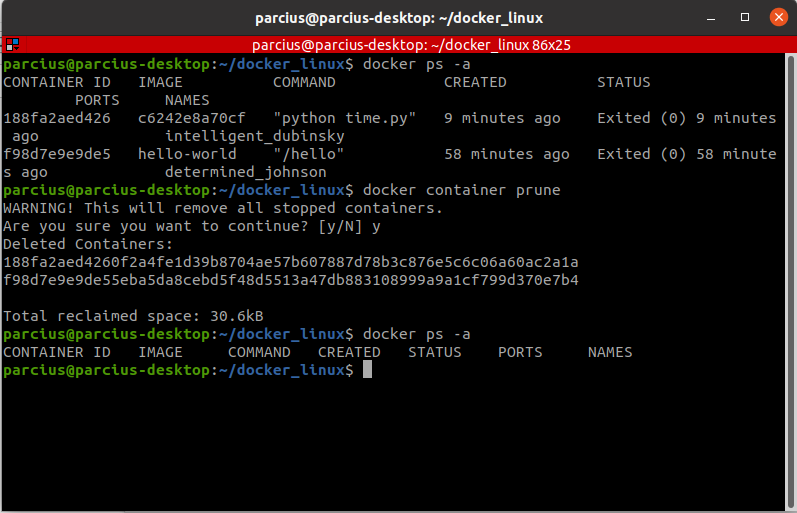 parcius@parcius-desktop: ~/docker_linux
parcius@parcius-desktop: ~/docker_linux 86x25
parcius@parcius-desktop:~/docker_linux$ docker ps -a
CONTAINER ID   IMAGE          COMMAND            CREATED          STATUS
        PORTS     NAMES
188fa2aed426   c6242e8a70cf   "python time.py"   9 minutes ago    Exited (0) 9 minutes
 ago              intelligent_dubinsky
f98d7e9e9de5   hello-world    "/hello"           58 minutes ago   Exited (0) 58 minute
s ago             determined_johnson
parcius@parcius-desktop:~/docker_linux$ docker container prune
WARNING! This will remove all stopped containers.
Are you sure you want to continue? [y/N] y
Deleted Containers:
188fa2aed4260f2a4fe1d39b8704ae57b607887d78b3c876e5c6c06a60ac2a1a
f98d7e9e9de55eba5da8cebd5f48d5513a47db883108999a9a1cf799d370e7b4
Total reclaimed space: 30.6kB
parcius@parcius-desktop:~/docker_linux$ docker ps -a
CONTAINER ID   IMAGE     COMMAND   CREATED   STATUS    PORTS     NAMES
parcius@parcius-desktop:~/docker_linux$